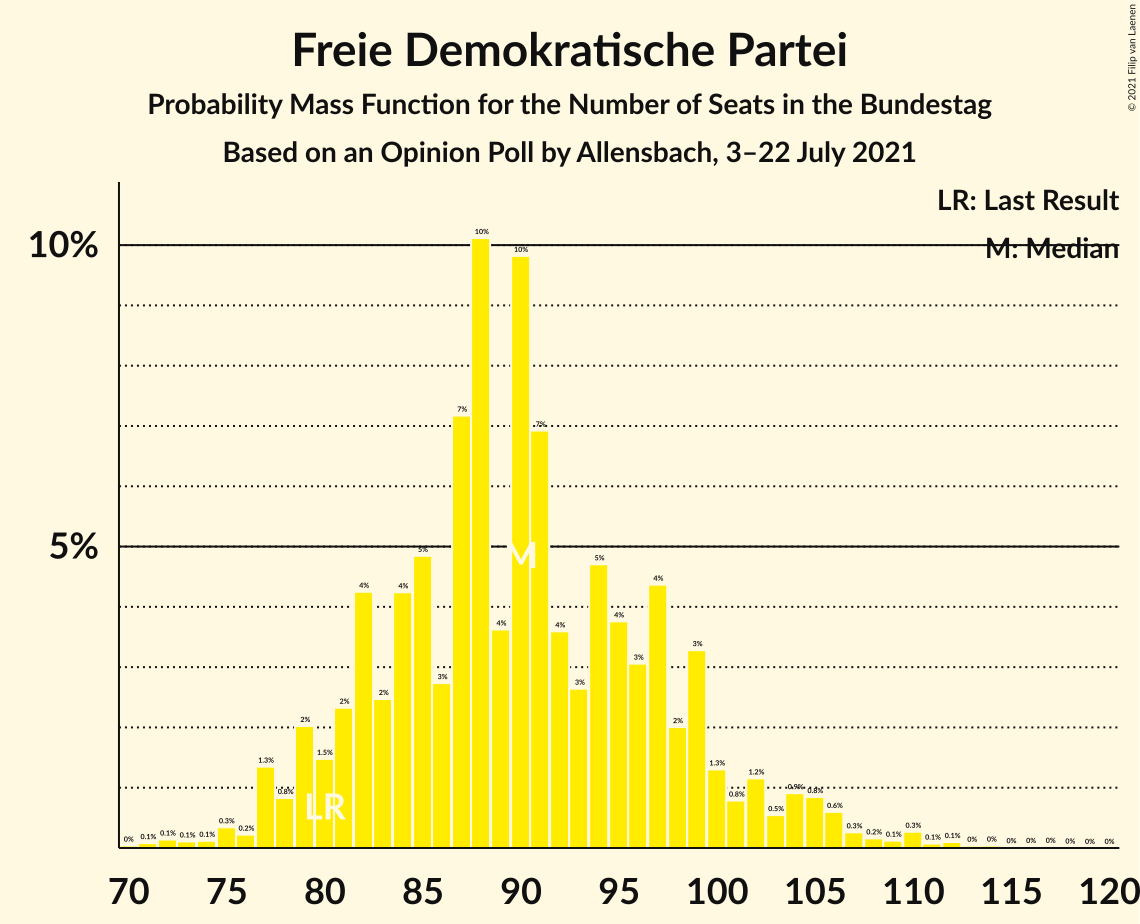 © 2021 Filip van Laenen
Freie Demokratische Partei
Probability Mass Function for the Number of Seats in the Bundestag
Based on an Opinion Poll by Allensbach, 3–22 July 2021
LR: Last Result
M: Median
10%
5%
0% 0.1% 0.1% 0.1% 0.1% 0.3% 0.2% 1.3% 0.8% 2% 1.5% 2% 4% 2% 4% 5% 3% 7% 10% 4% 10% 7% 4% 3% 5% 4% 3% 4% 2% 3% 1.3% 0.8% 1.2% 0.5% 0.9% 0.8% 0.6% 0.3% 0.2% 0.1% 0.3% 0.1% 0.1% 0% 0% 0% 0% 0% 0% 0% 0%
M
LR
70 75 80 85 90 95 100 105 110 115 120